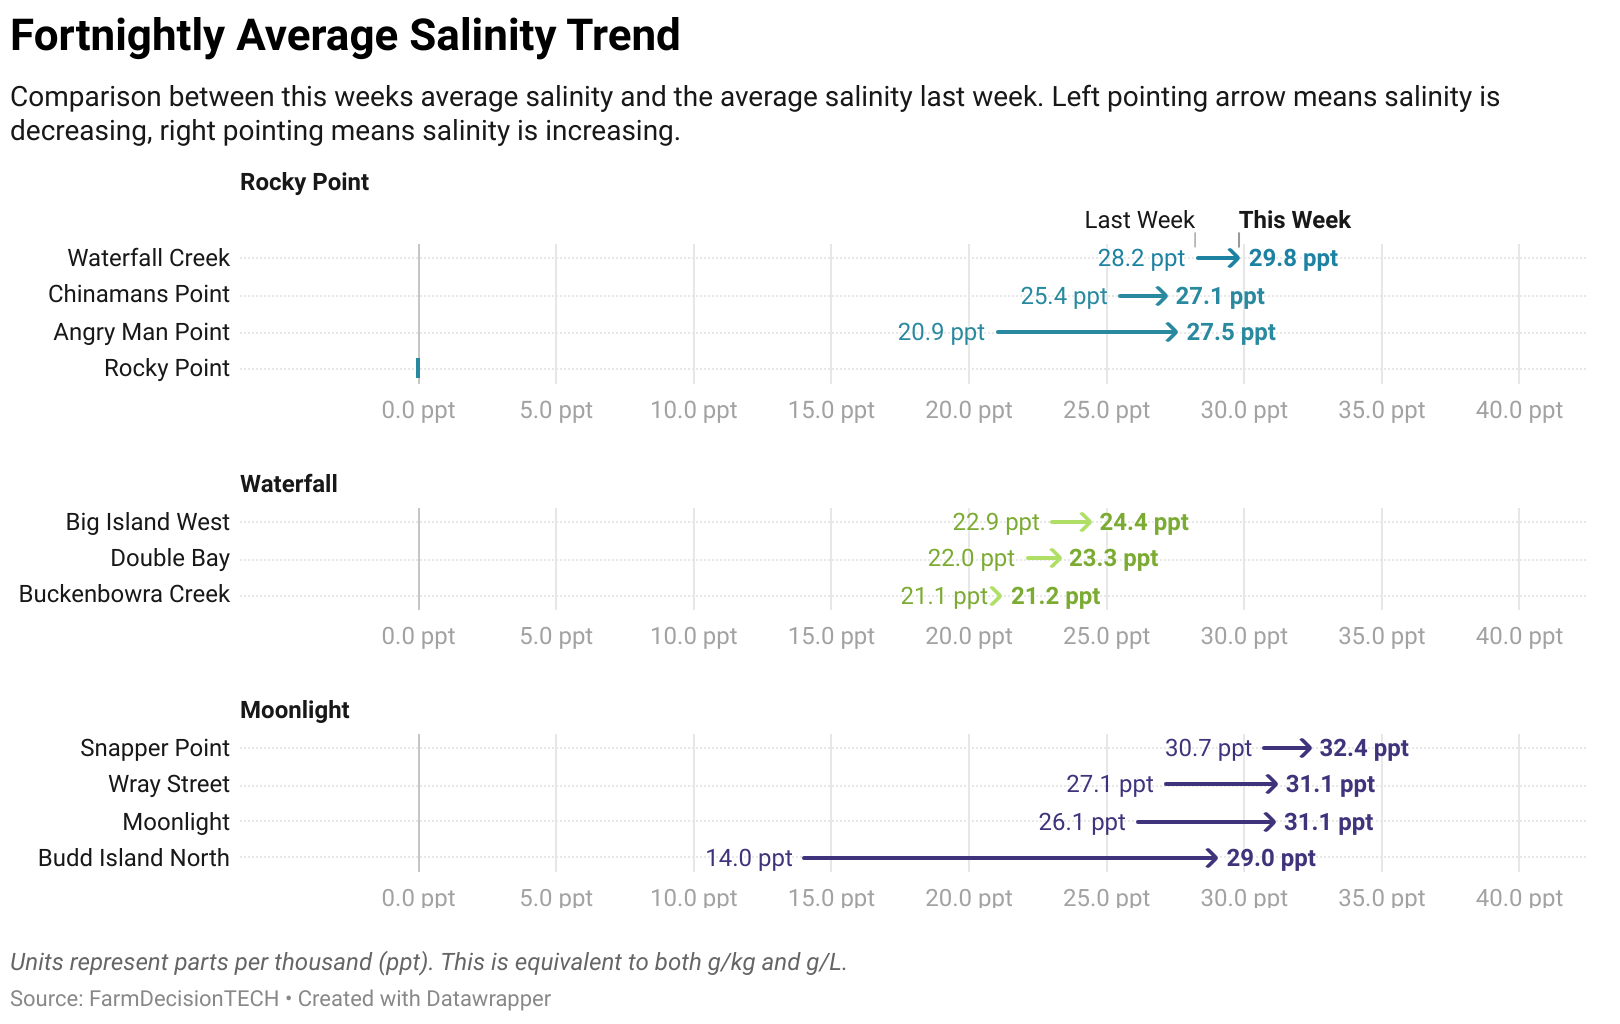 Fortnightly Average Salinity Trend
Comparison between this weeks average salinity and the average salinity last week. Left pointing arrow means salinity is
decreasing, right pointing means salinity is increasing.
Rocky Point
Last Week This Week
Waterfall Creek 28.2 ppt 29.8 ppt
Chinamans Point 25.4 ppt 27.1 ppt
Angry Man Point 20.9 ppt 27.5 ppt
Rocky Point
0.0 ppt 5.0 ppt 10.0 ppt 15.0 ppt 20.0 ppt 25.0 ppt 30.0 ppt 35.0 ppt 40.0 ppt
Waterfall
Big Island West 22.9 ppt 24.4 ppt
Double Bay 22.0 ppt 23.3 ppt
Buckenbowra Creek 21.1 ppt 21.2 ppt
0.0 ppt 5.0 ppt 10.0 ppt 15.0 ppt 20.0 ppt 25.0 ppt 30.0 ppt 35.0 ppt 40.0 ppt
Moonlight
Snapper Point 30.7 ppt 32.4 ppt
Wray Street 27.1 ppt 31.1 ppt
Moonlight 26.1 ppt 31.1 ppt
Budd Island North 14.0 ppt 29.0 ppt
0.0 ppt 5.0 ppt 10.0 ppt 15.0 ppt 20.0 ppt 25.0 ppt 30.0 ppt 35.0 ppt 40.0 ppt
Units represent parts per thousand (ppt). This is equivalent to both g/kg and g/L.
Source: FarmDecisionTECH • Created with Datawrapper